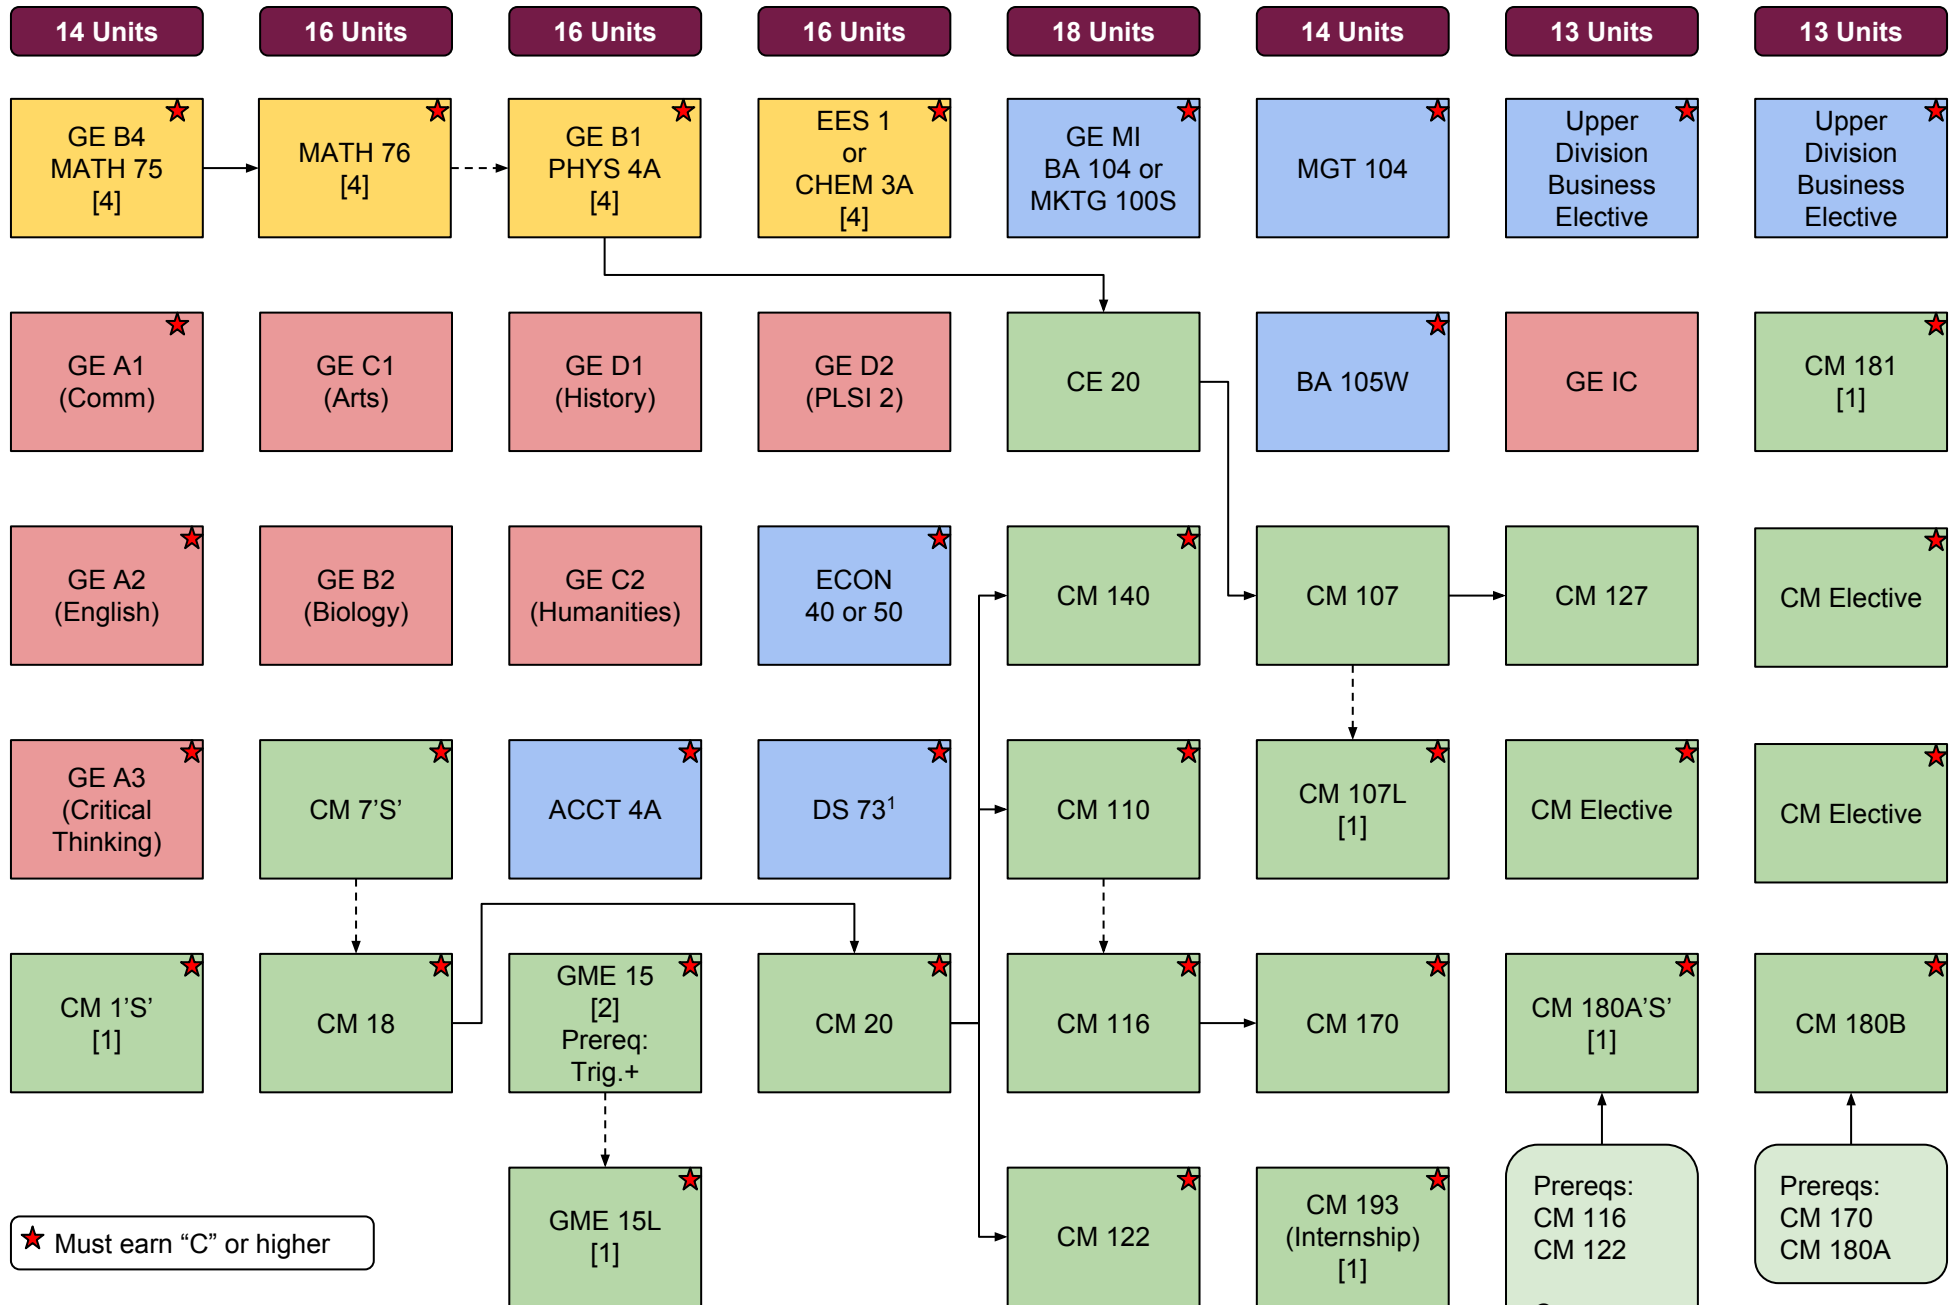 14 Units
16 Units
16 Units
16 Units
18 Units
14 Units
13 Units
13 Units
GE B4
MATH 75
[4]
MATH 76
[4]
GE B1
PHYS 4A
[4]
EES 1
or
CHEM 3A
[4]
GE MI
BA 104 or
MKTG 100S
MGT 104
Upper
Division
Business
Elective
Upper
Division
Business
Elective
GE A1
(Comm)
GE C1
(Arts)
GE D1
(History)
GE D2
(PLSI 2)
CE 20
BA 105W
GE IC
CM 181
[1]
GE A2
(English)
GE B2
(Biology)
GE C2
(Humanities)
ECON
40 or 50
CM 140
CM 107
CM 127
CM Elective
GE A3
(Critical
Thinking)
CM 7’S’
ACCT 4A
DS 73¹
CM 110
CM 107L
[1]
CM Elective
CM Elective
CM 1’S’
[1]
CM 18
GME 15
[2]
Prereq:
Trig.+
CM 20
CM 116
CM 170
CM 180A’S’
[1]
CM 180B
Must earn “C” or higher
GME 15L
[1]
CM 122
CM 193
(Internship)
[1]
Prereqs:
CM 116
CM 122
Prereqs:
CM 170
CM 180A